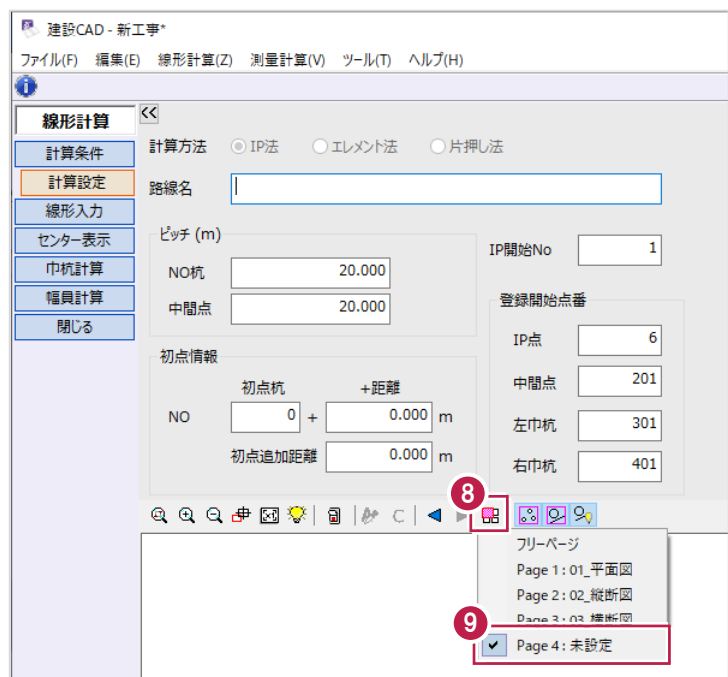 建設CAD - 新工事*
ファイル(F) 編集(E) 線形計算(Z) 測量計算(V) ツール(T) ヘルプ(H)
線形計算
計算条件
計算設定
線形入力
センター表示
巾杭計算
幅員計算
閉じる
計算方法 IP法 エレメント法 片押し法
路線名
ピッチ (m)
NO杭 20.000
中間点 20.000
IP開始No 1
登録開始点番
IP点 6
中間点 201
左巾杭 301
右巾杭 401
初点情報
初点杭 +距離
NO 0 + 0.000 m
初点追加距離 0.000 m
8
フリーページ
Page 1 : 01_平面図
Page 2 : 02_縦断図
Page 3 : 03_横断図
9
Page 4 : 未設定